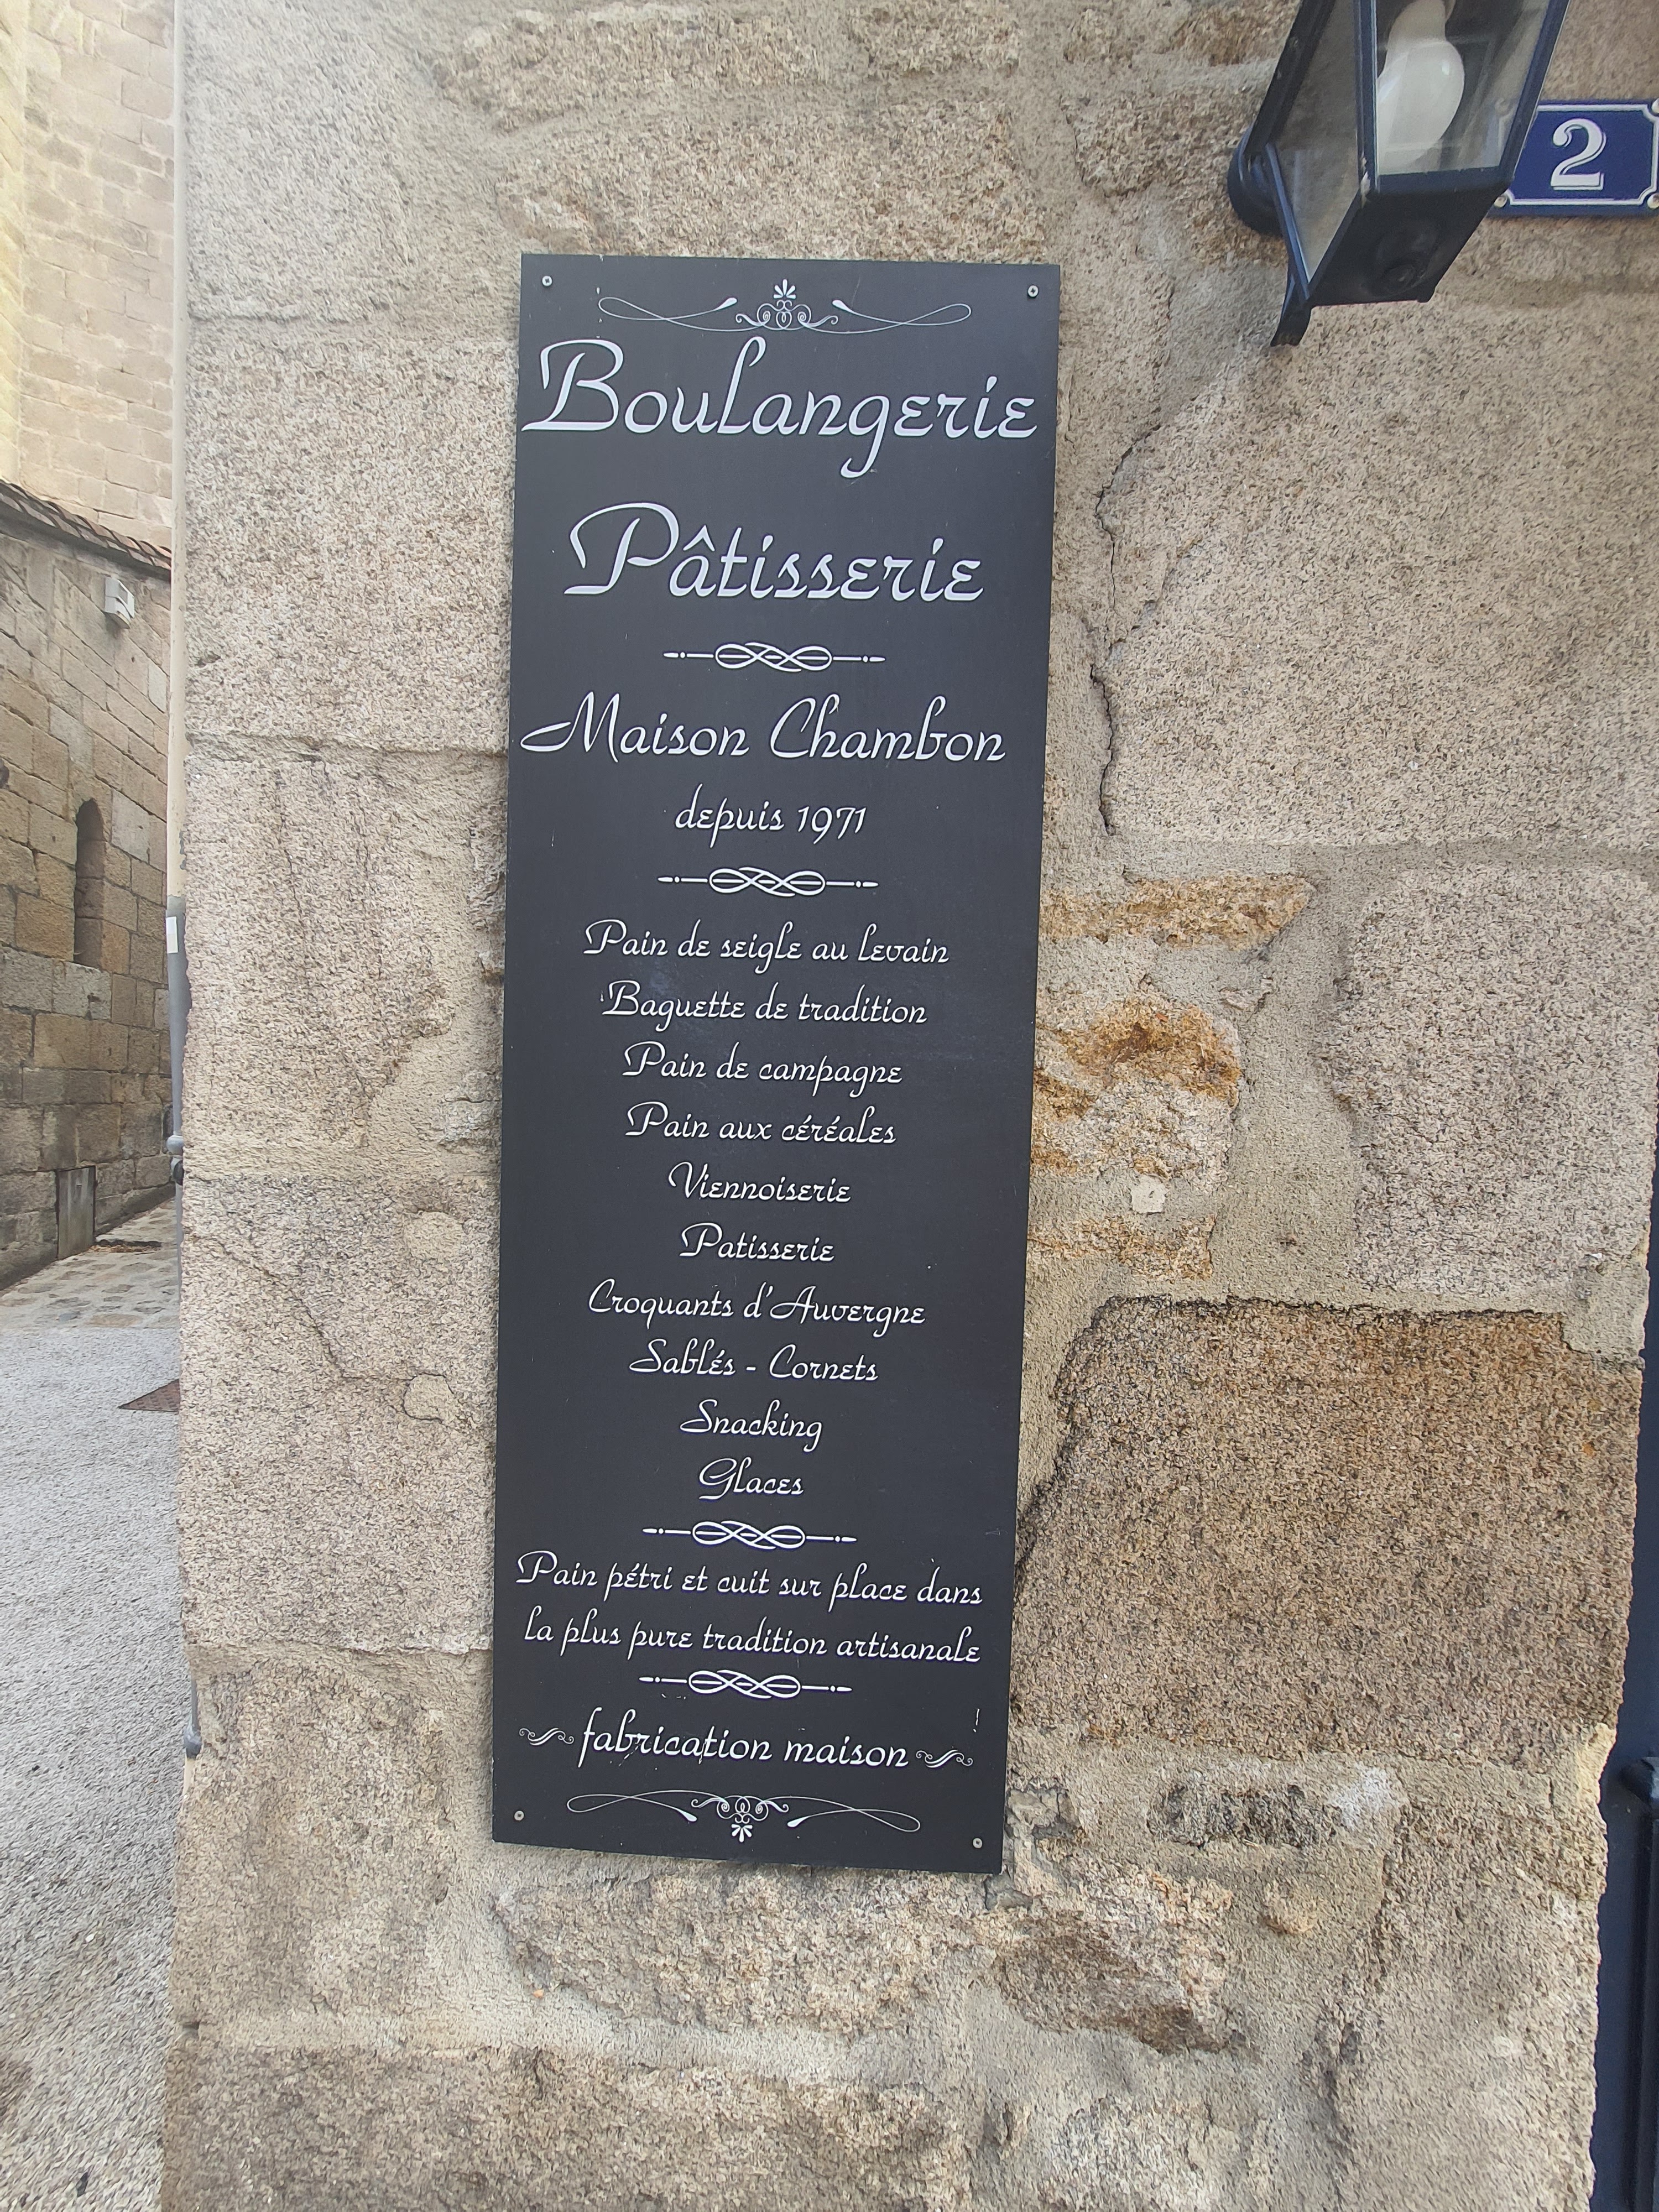 2
Boulangerie
Pâtisserie
Maison Chambon
depuis 1971
Pain de seigle au levain
Baguette de tradition
Pain de campagne
Pain aux céréales
Viennoiserie
Patisserie
Croquants d'Auvergne
Sablés - Cornets
Snacking
Glaces
Pain pétri et cuit sur place dans
la plus pure tradition artisanale
fabrication maison